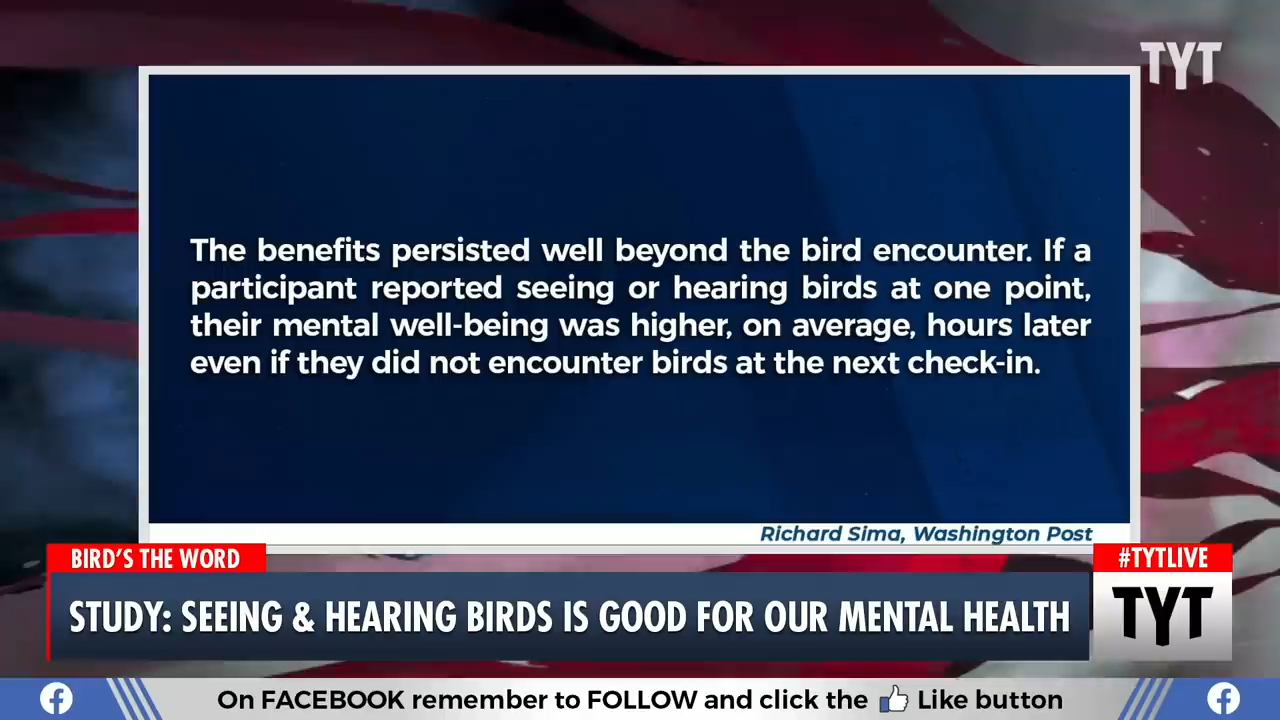 TYT
The benefits persisted well beyond the bird encounter. If a
participant reported seeing or hearing birds at one point,
their mental well-being was higher, on average, hours later
even if they did not encounter birds at the next check-in.
Richard Sima, Washington Post
BIRD'S THE WORD
#TYTLIVE
STUDY: SEEING & HEARING BIRDS IS GOOD FOR OUR MENTAL HEALTH
TYT
On FACEBOOK remember to FOLLOW and click the Like button